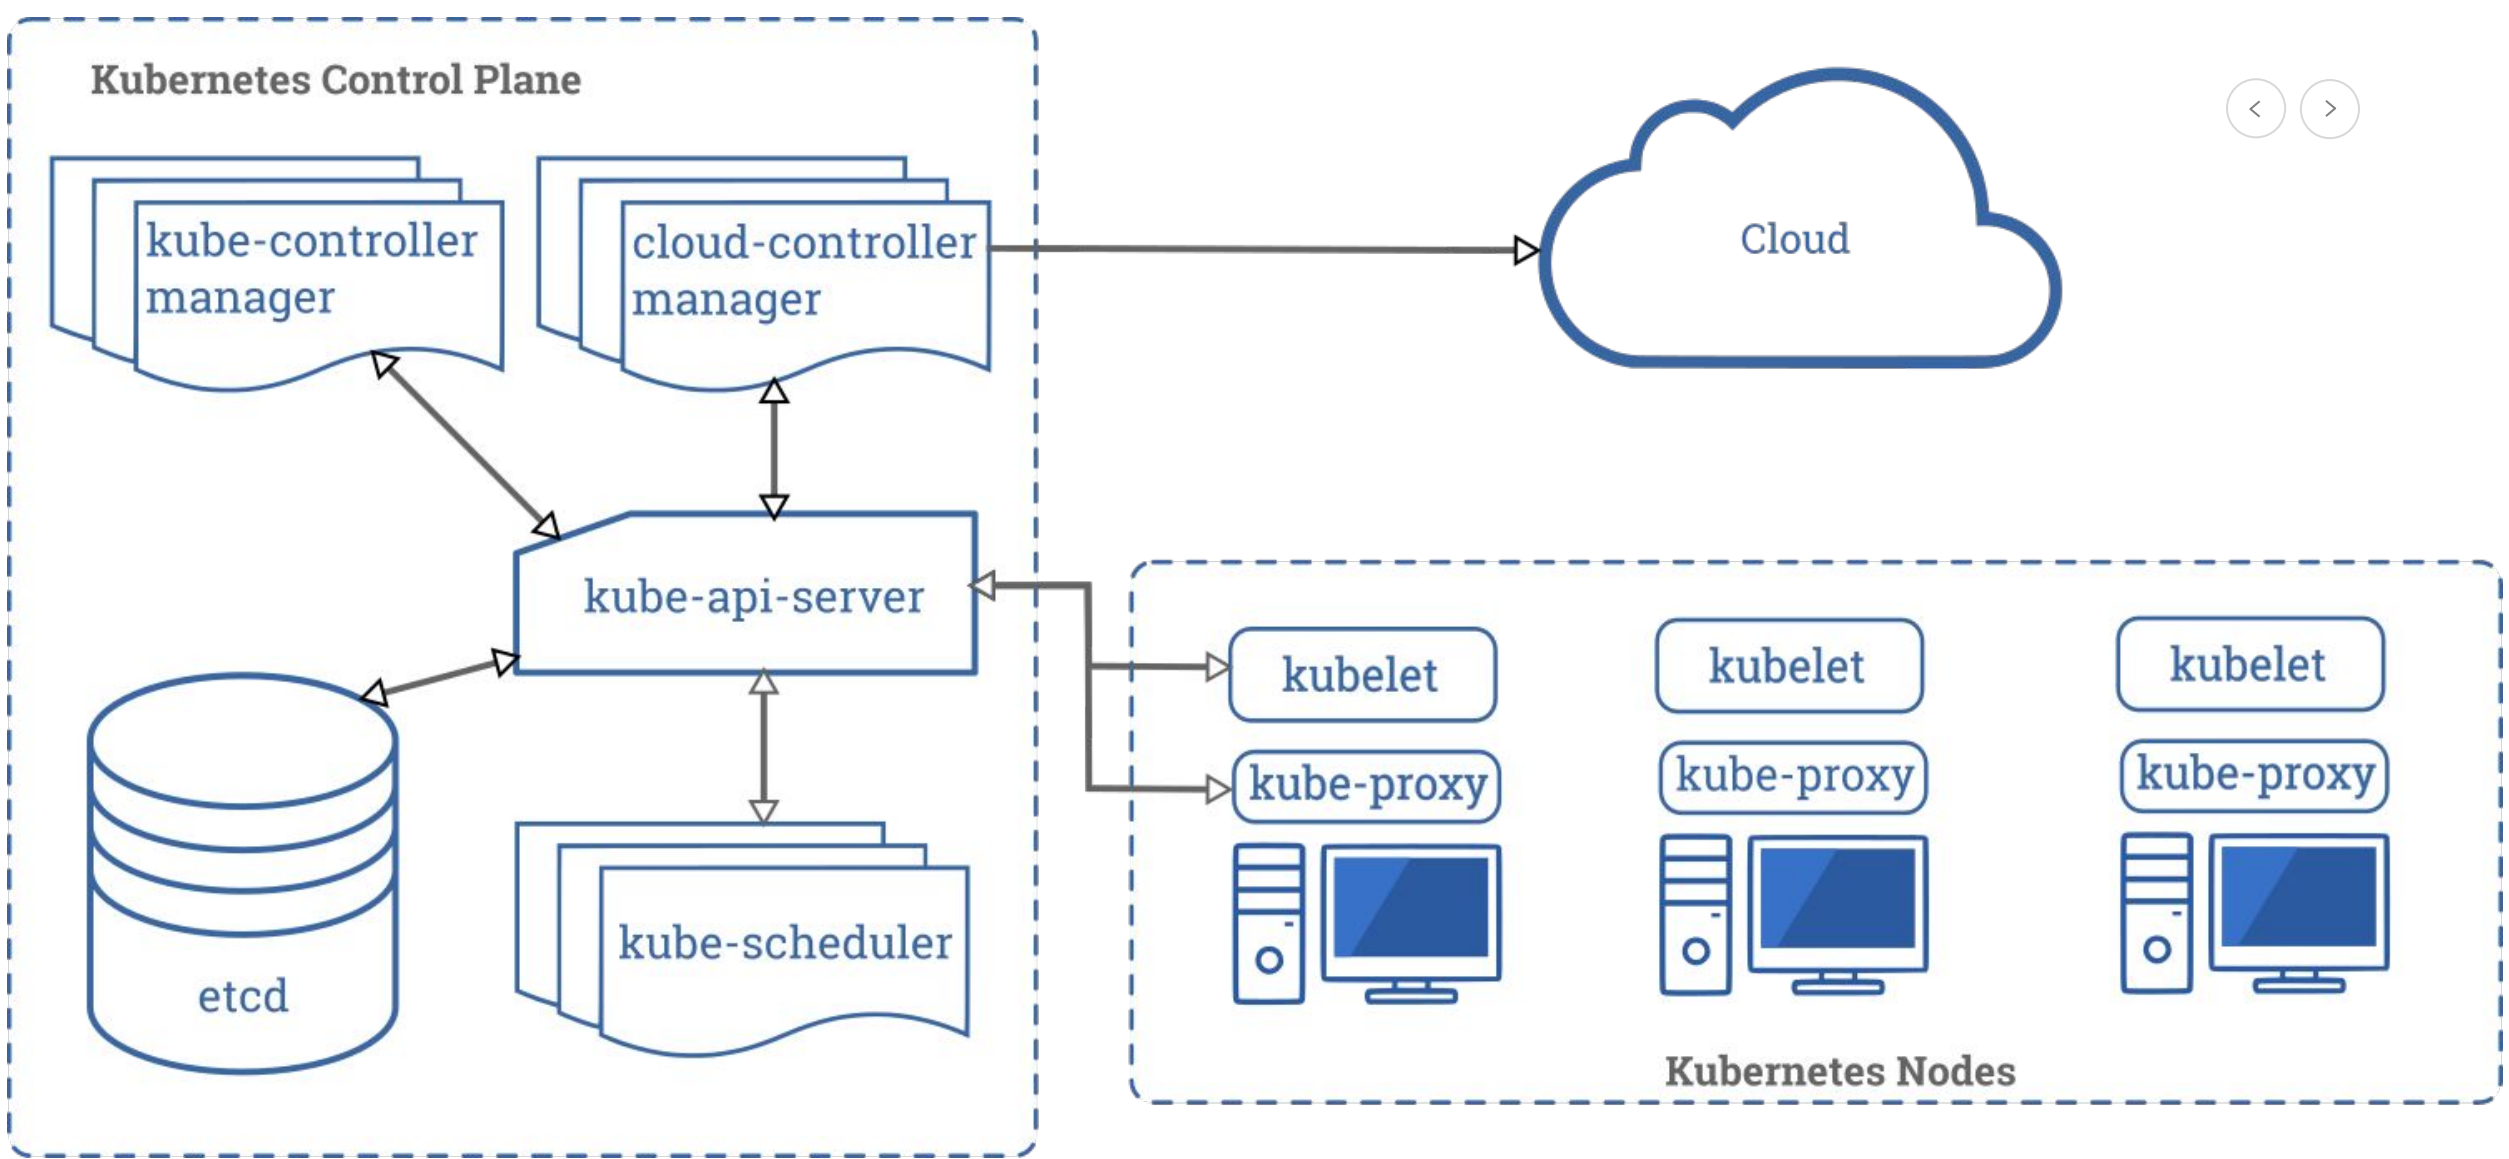 Kubernetes Control Plane
kube-controller
manager
cloud-controller
manager
Cloud
kube-api-server
kubelet
kubelet
kubelet
kube-proxy
kube-proxy
kube-proxy
kube-scheduler
etcd
Kubernetes Nodes